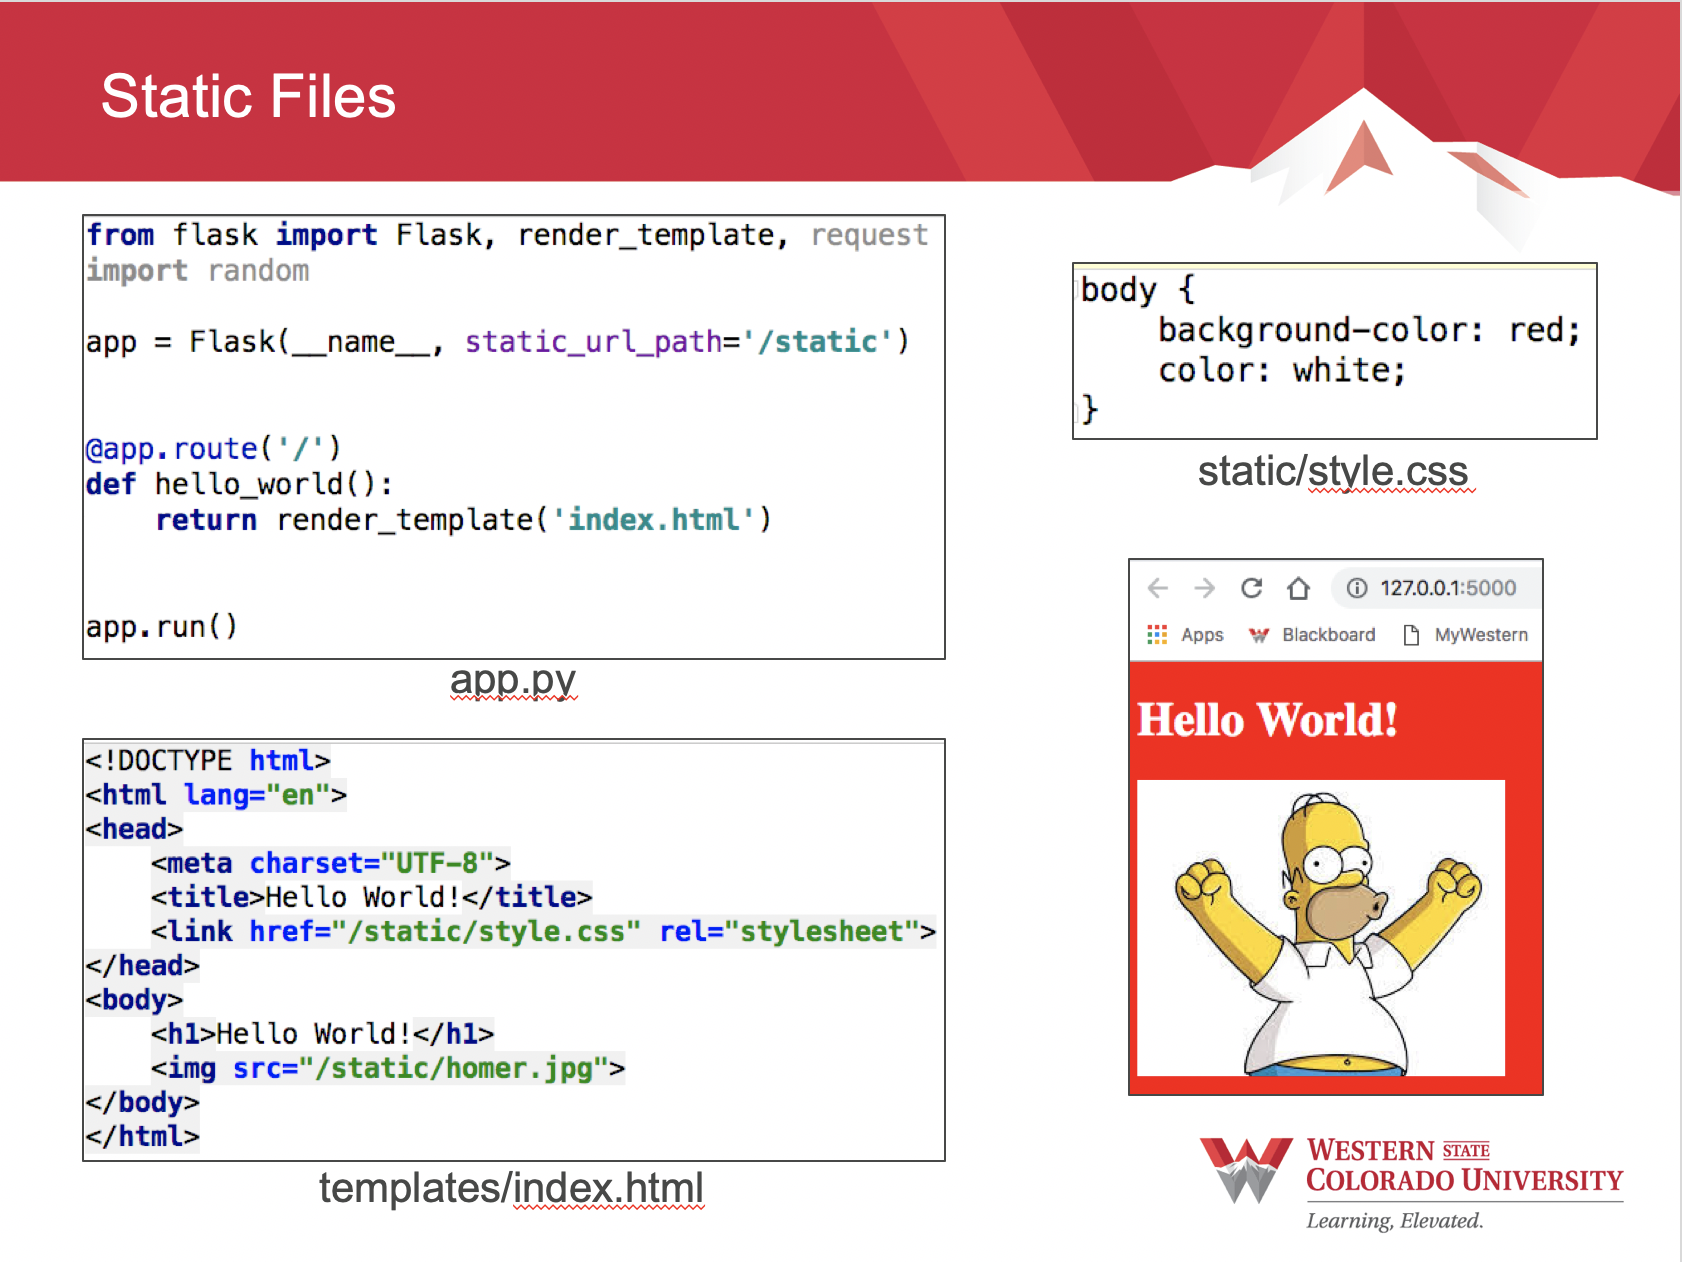 Static Files
from flask import Flask, render_template, request
import random
app = Flask(__name__, static_url_path='/static')
@app.route('/')
def hello_world():
    return render_template('index.html')
app.run()
app.py
<!DOCTYPE html>
<html lang="en">
<head>
    <meta charset="UTF-8">
    <title>Hello World!</title>
    <link href="/static/style.css" rel="stylesheet">
</head>
<body>
    <h1>Hello World!</h1>
    <img src="/static/homer.jpg">
</body>
</html>
templates/index.html
body {
    background-color: red;
    color: white;
}
static/style.css
127.0.0.1:5000
Apps Blackboard MyWestern
Hello World!
WESTERN STATE
COLORADO UNIVERSITY
Learning, Elevated.